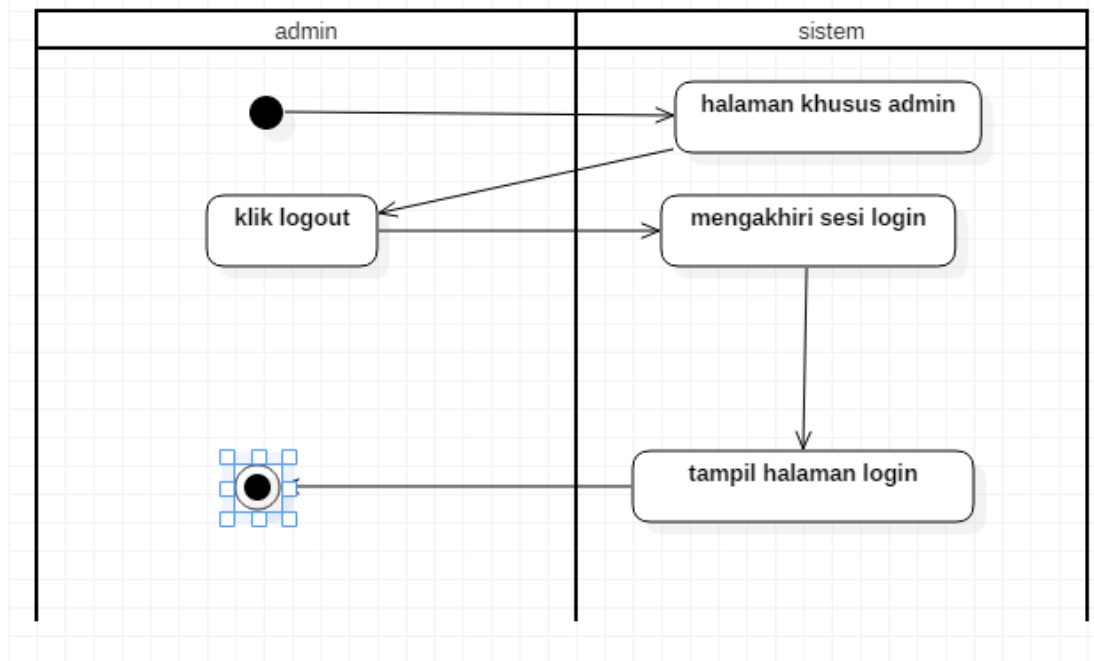 admin
sistem
halaman khusus admin
klik logout
mengakhiri sesi login
tampil halaman login